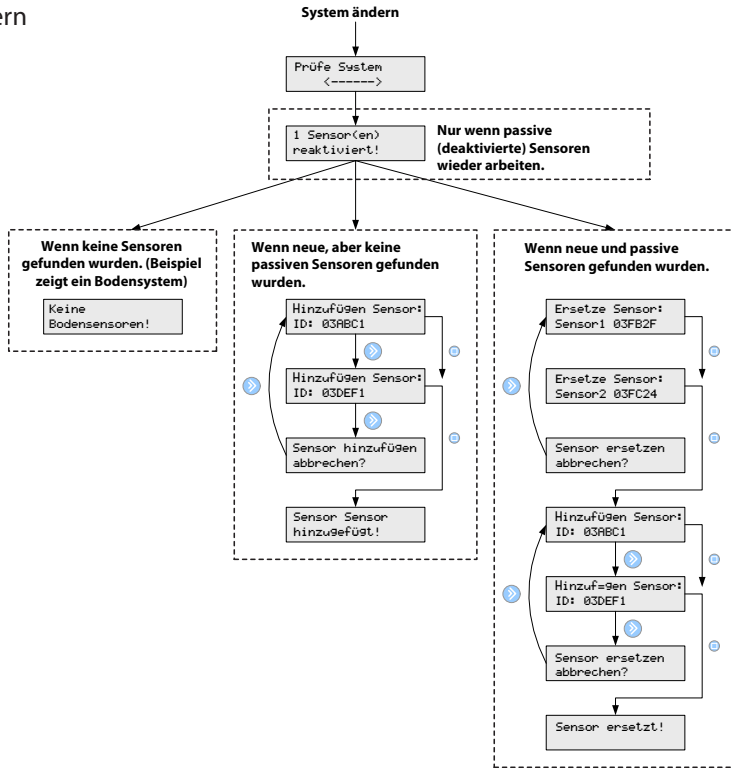 ern
System ändern
Prüfe System
<------>
1 Sensor(en)
reaktiviert!
Nur wenn passive
(deaktivierte) Sensoren
wieder arbeiten.
Wenn keine Sensoren
gefunden wurden. (Beispiel
zeigt ein Bodensystem)
Keine
Bodensensoren!
Wenn neue, aber keine
passiven Sensoren gefunden
wurden.
Hinzufügen Sensor:
ID: 03ABC1
Hinzufügen Sensor:
ID: 03DEF1
Sensor hinzufügen
abbrechen?
Sensor Sensor
hinzugefügt!
Wenn neue und passive
Sensoren gefunden wurden.
Ersetze Sensor:
Sensor1 03FB2F
Ersetze Sensor:
Sensor2 03FC24
Sensor ersetzen
abbrechen?
Hinzufügen Sensor:
ID: 03ABC1
Hinzuf=gen Sensor:
ID: 03DEF1
Sensor ersetzen
abbrechen?
Sensor ersetzt!